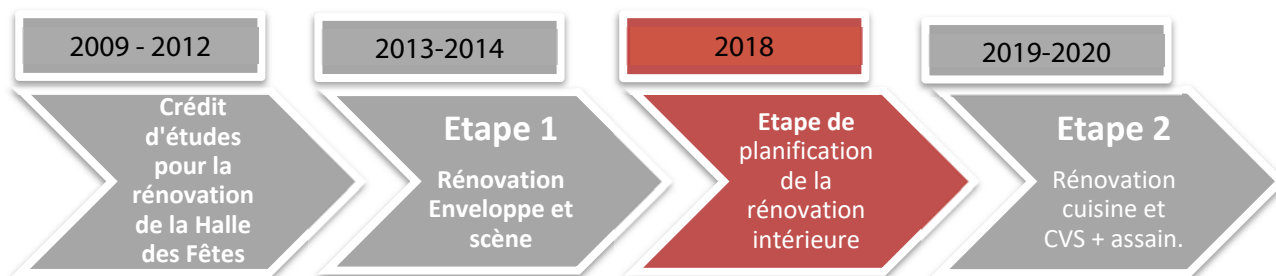 2009 - 2012
Crédit
d'études
pour la
rénovation
de la Halle
des Fêtes
2013-2014
Etape 1
Rénovation
Enveloppe et
scène
2018
Etape de
planification
de la
rénovation
intérieure
2019-2020
Etape 2
Rénovation
cuisine et
CVS + assain.